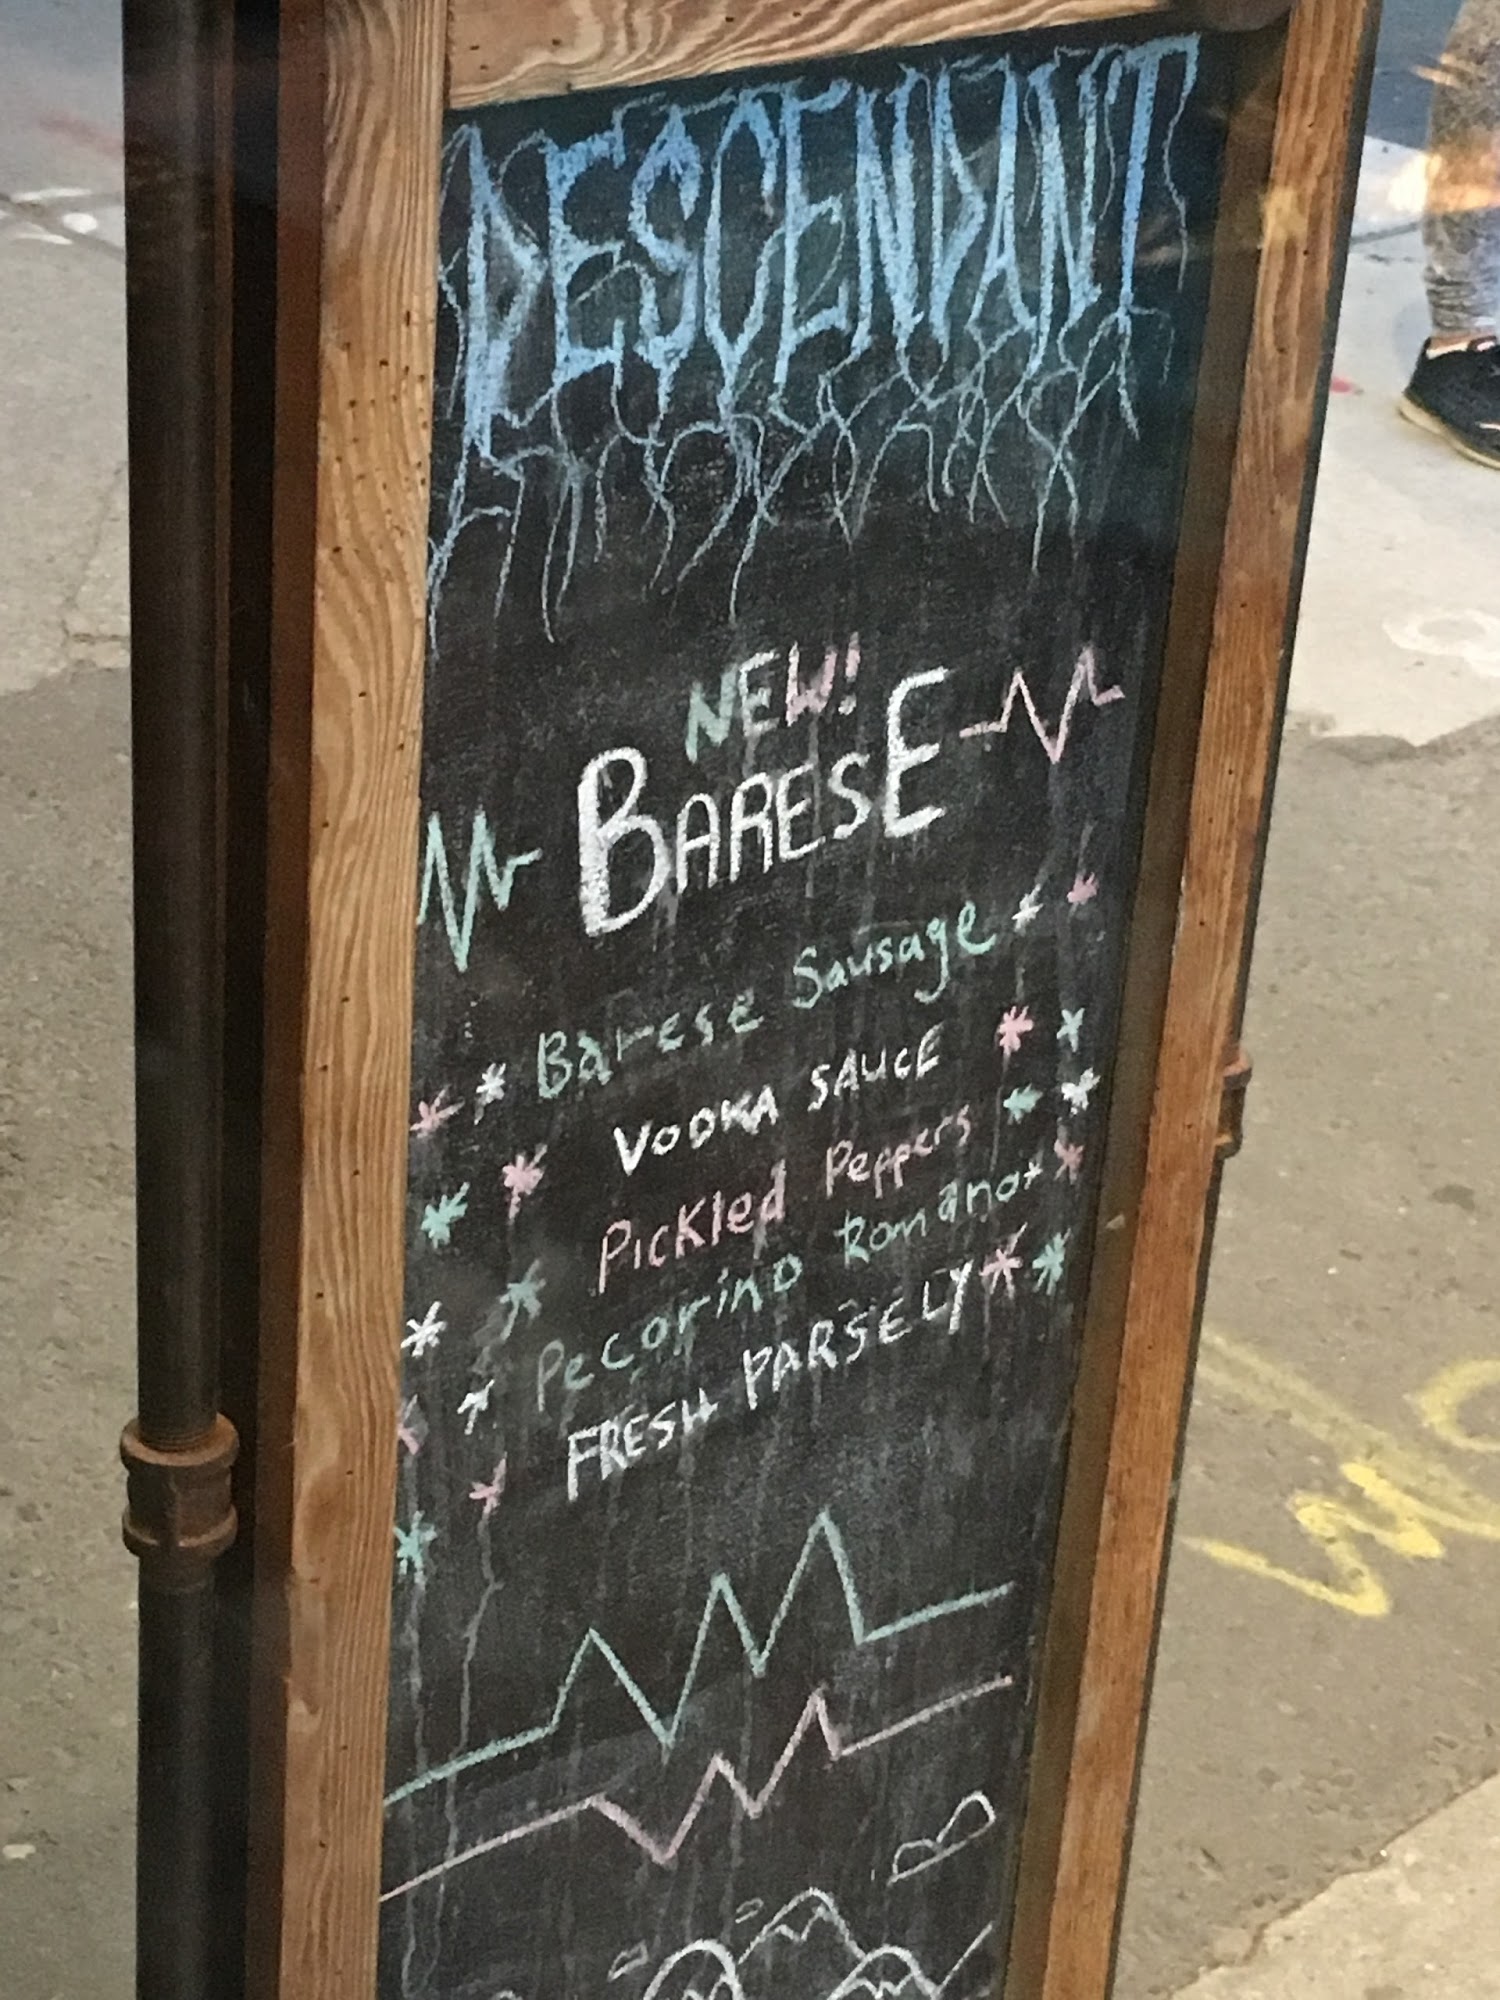 DESCENDANT
NEW!
BARESE
Barese Sausage
VODKA SAUCE
PICKled Peppers
Pecorino Romano
FRESH PARSELY